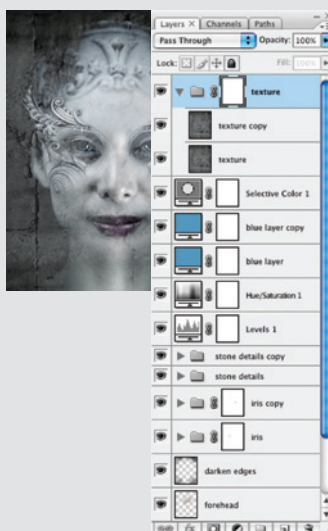 Layers × Channels Paths
Pass Through Opacity: 100%
Lock: Fill: 100%
texture
texture copy
texture
Selective Color 1
blue layer copy
blue layer
Hue/Saturation 1
Levels 1
stone details copy
stone details
iris copy
iris
darken edges
forehead
fx